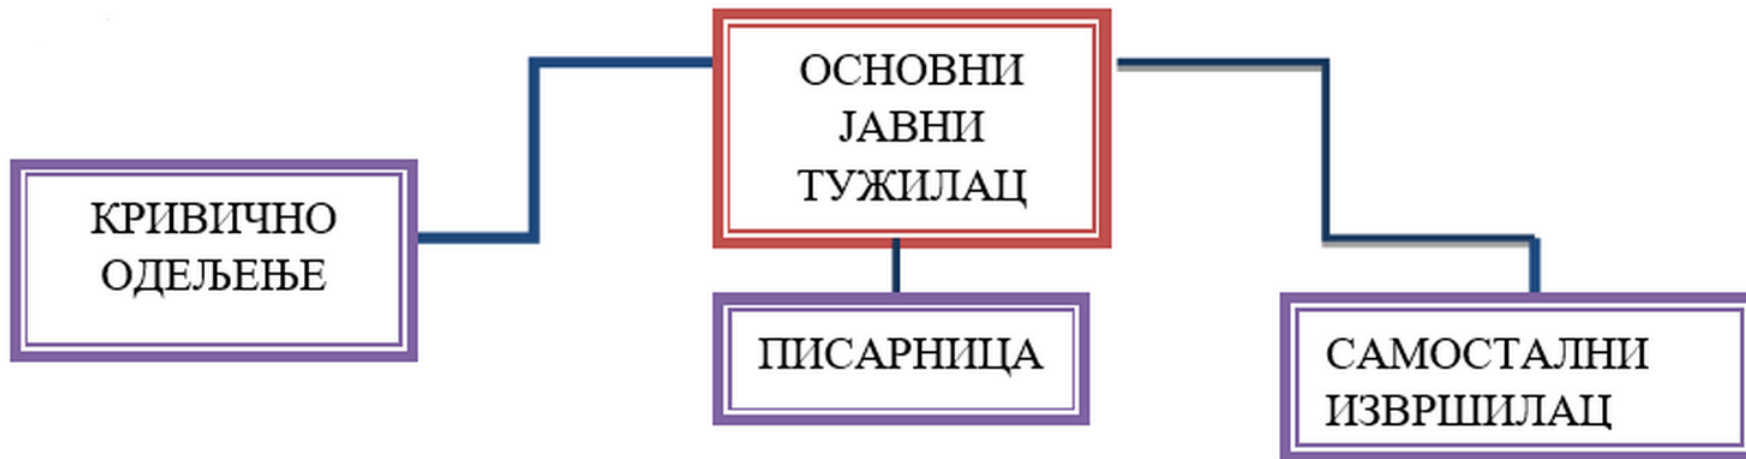 ОСНОВНИ
ЈАВНИ
ТУЖИЛАЦ
КРИВИЧНО
ОДЕЉЕЊЕ
ПИСАРНИЦА
САМОСТАЛНИ
ИЗВРШИЛАЦ